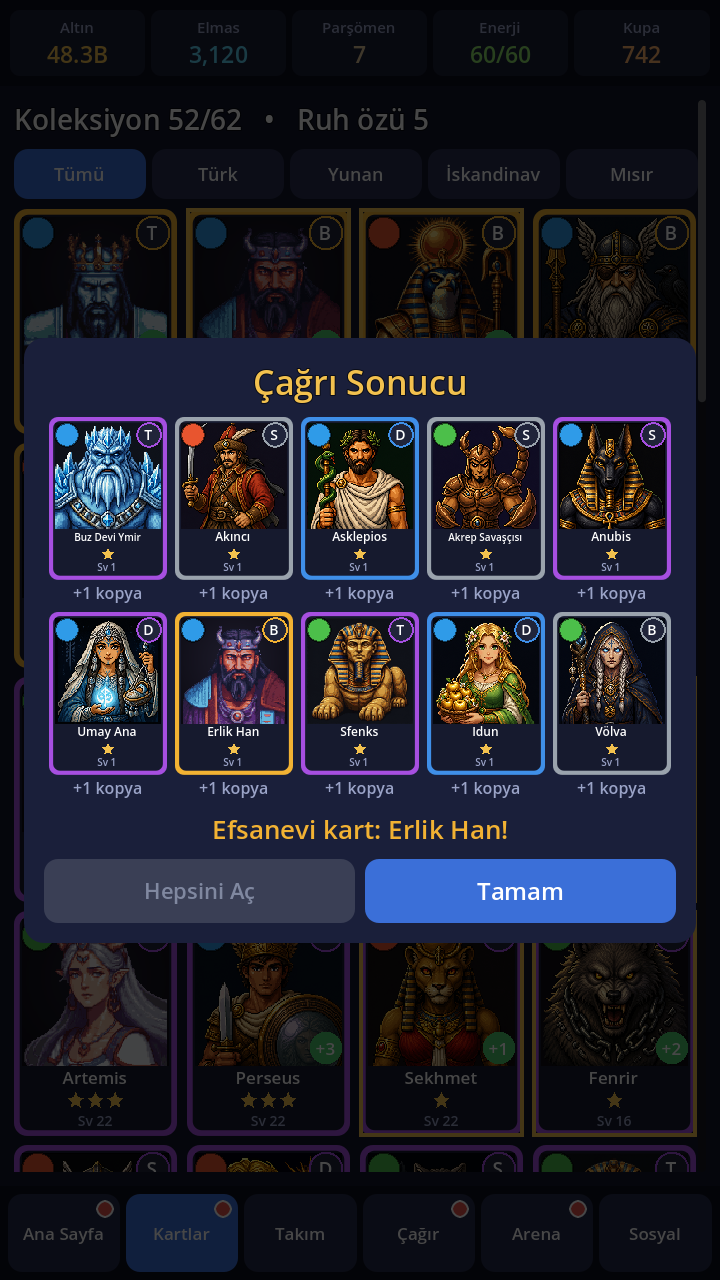 Altın Elmas Parşömen Enerji Kupa
48.3B 3,120 7 60/60 742
Koleksiyon 52/62 • Ruh özü 5
Tümü Türk Yunan İskandinav Mısır
T B B B
Çağrı Sonucu
T S D S S
Buz Devi Ymir Akıncı Asklepios Akrep Savaşçısı Anubis
Sv 1 Sv 1 Sv 1 Sv 1 Sv 1
+1 kopya +1 kopya +1 kopya +1 kopya +1 kopya
D B T D B
Umay Ana Erlik Han Sfenks Idun Völva
Sv 1 Sv 1 Sv 1 Sv 1 Sv 1
+1 kopya +1 kopya +1 kopya +1 kopya +1 kopya
Efsanevi kart: Erlik Han!
Hepsini Aç Tamam
+3 +1 +2
Artemis Perseus Sekhmet Fenrir
Sv 22 Sv 22 Sv 22 Sv 16
S D S T
Ana Sayfa Kartlar Takım Çağır Arena Sosyal